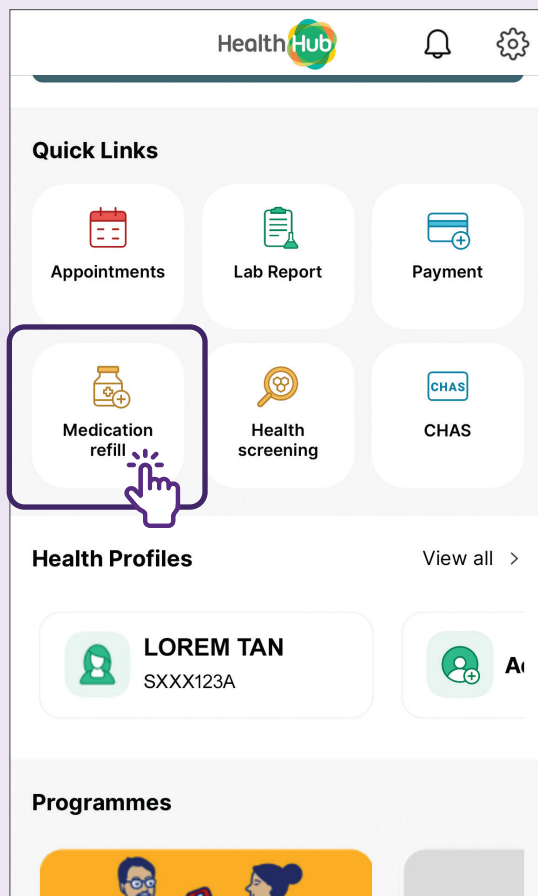 HealthHub
Quick Links
Appointments
Lab Report
Payment
Medication
refill
Health
screening
CHAS
CHAS
Health Profiles
View all
LOREM TAN
SXXX123A
Programmes